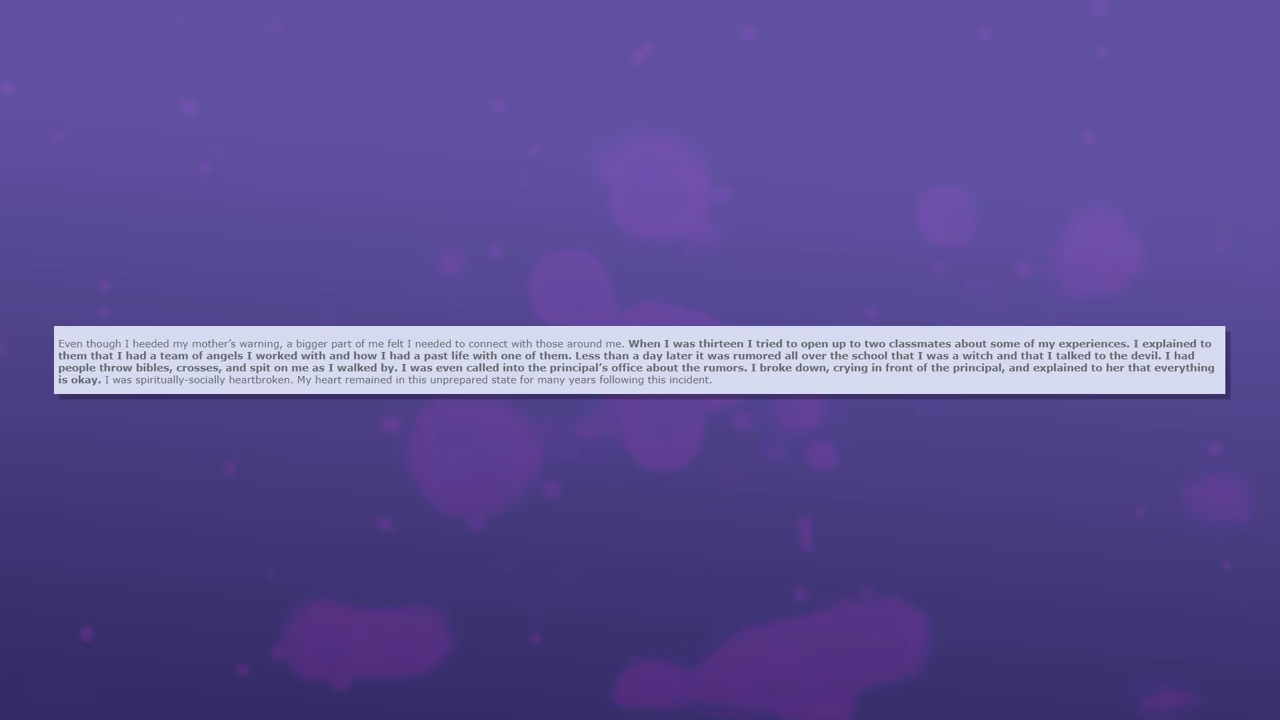 Even though I heeded my mother’s warning, a bigger part of me felt I needed to connect with those around me. When I was thirteen I tried to open up to two classmates about some of my experiences. I explained to
them that I had a team of angels I worked with and how I had a past life with one of them. Less than a day later it was rumored all over the school that I was a witch and that I talked to the devil. I had
people throw bibles, crosses, and spit on me as I walked by. I was even called into the principal’s office about the rumors. I broke down, crying in front of the principal, and explained to her that everything
is okay. I was spiritually-socially heartbroken. My heart remained in this unprepared state for many years following this incident.